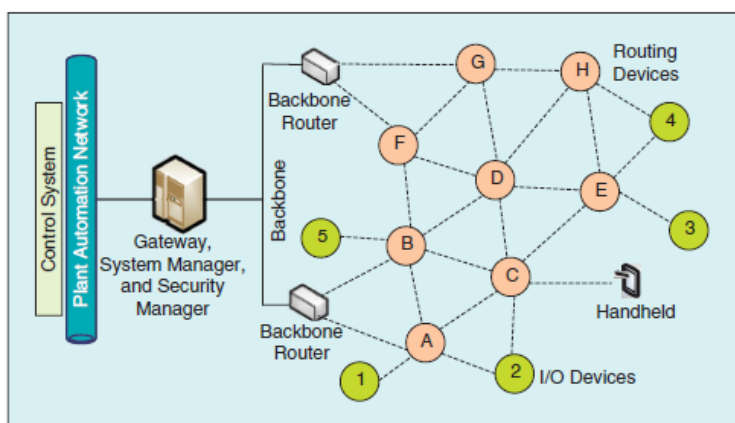 Control System
Plant Automation Network
Gateway,
System Manager,
and Security
Manager
Backbone
Backbone
Router
Backbone
Router
G
H
Routing
Devices
F
4
D
E
5
B
3
C
Handheld
A
1
2
I/O Devices